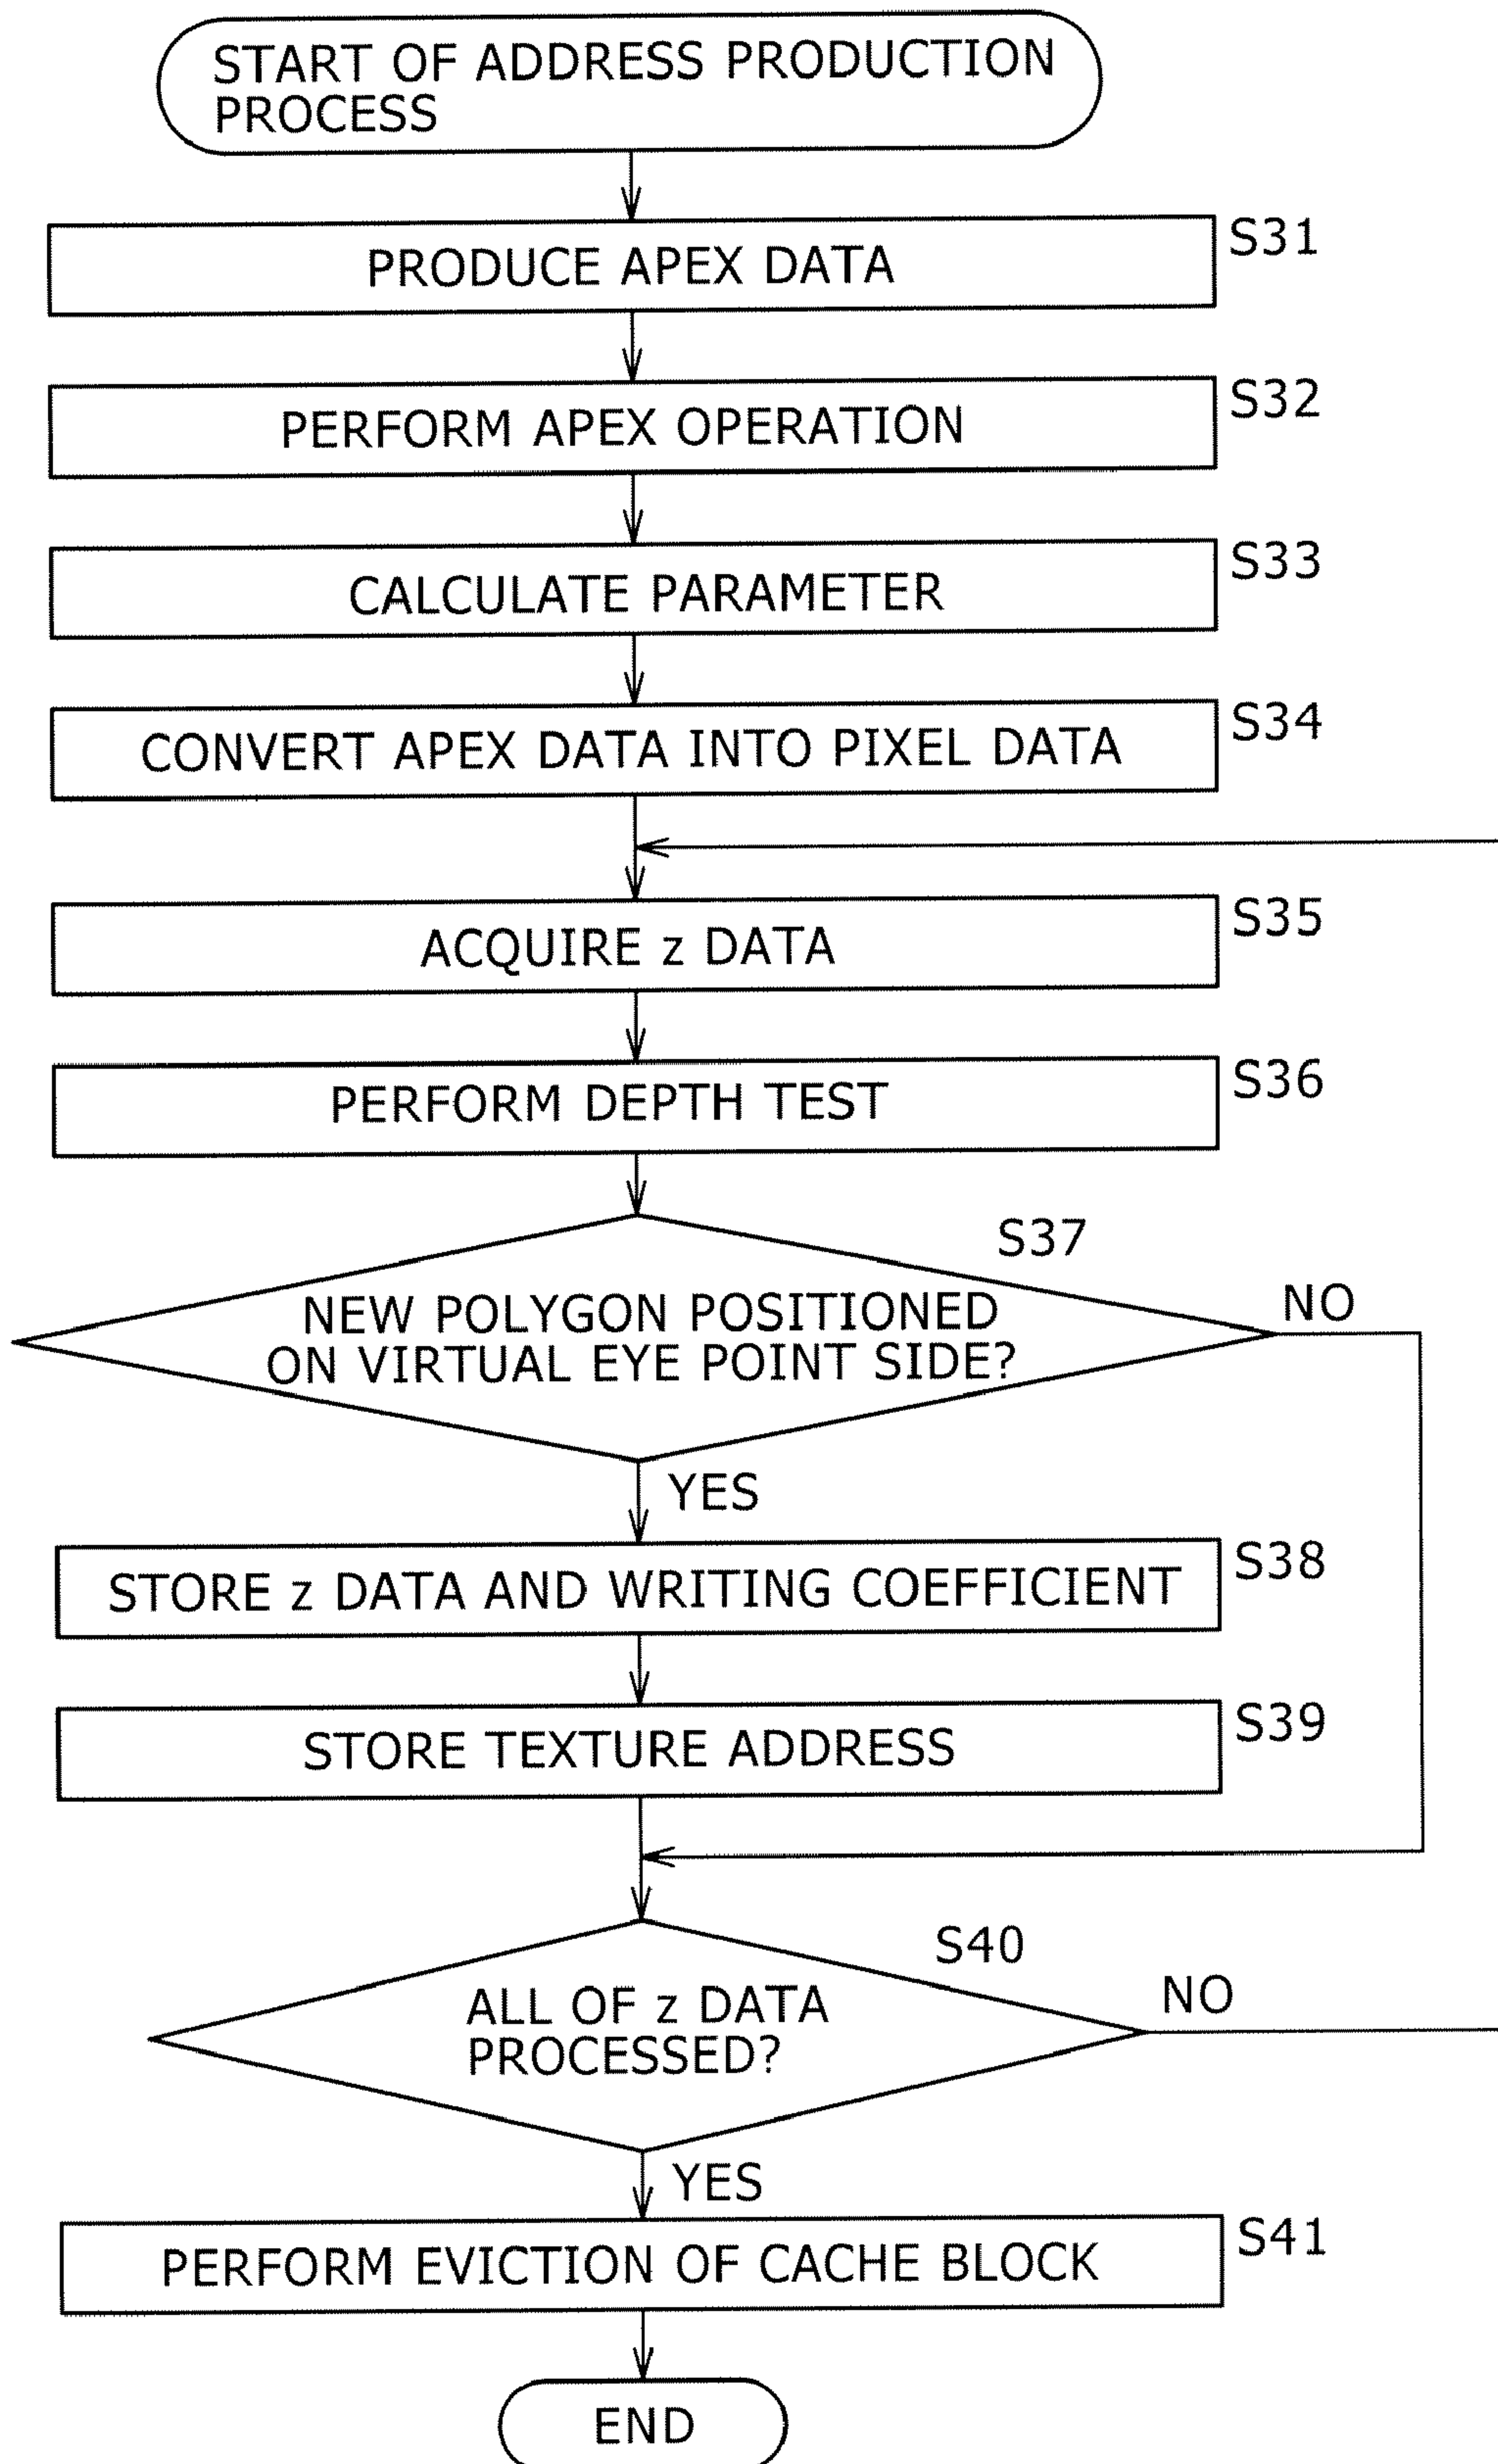 START OF ADDRESS PRODUCTION
PROCESS
PRODUCE APEX DATA
S31
PERFORM APEX OPERATION
S32
CALCULATE PARAMETER
S33
CONVERT APEX DATA INTO PIXEL DATA
S34
ACQUIRE z DATA
S35
PERFORM DEPTH TEST
S36
S37
NEW POLYGON POSITIONED
ON VIRTUAL EYE POINT SIDE?
NO
YES
STORE z DATA AND WRITING COEFFICIENT
S38
STORE TEXTURE ADDRESS
S39
S40
ALL OF z DATA
PROCESSED?
NO
YES
PERFORM EVICTION OF CACHE BLOCK
S41
END